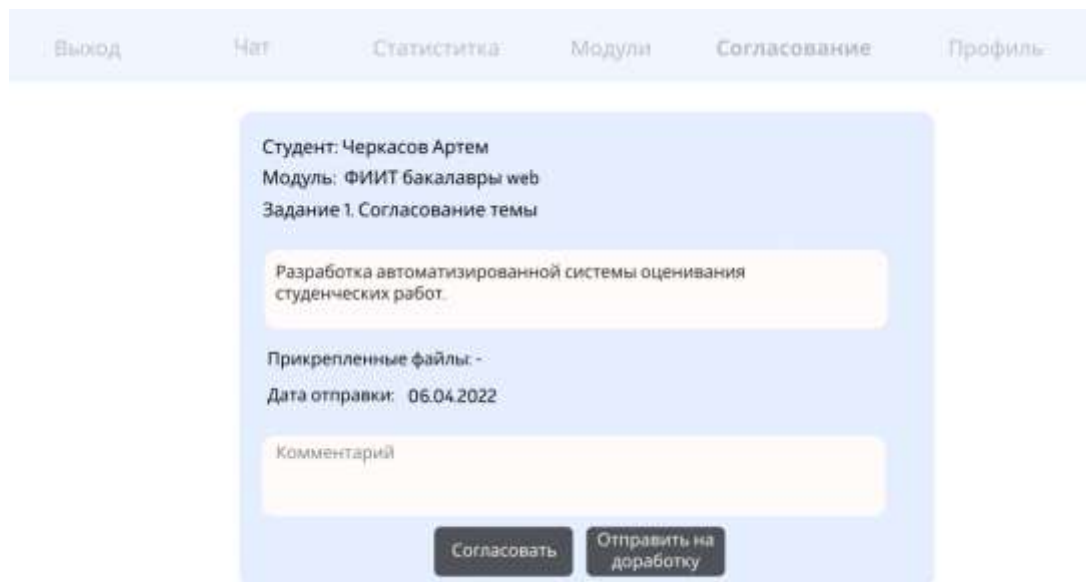 Выход Чат Статиститка Модули Согласование Профиль
Студент: Черкасов Артем
Модуль: ФИИТ бакалавры web
Задание 1. Согласование темы
Разработка автоматизированной системы оценивания
студенческих работ.
Прикрепленные файлы: -
Дата отправки: 06.04.2022
Комментарий
Согласовать
Отправить на
доработку